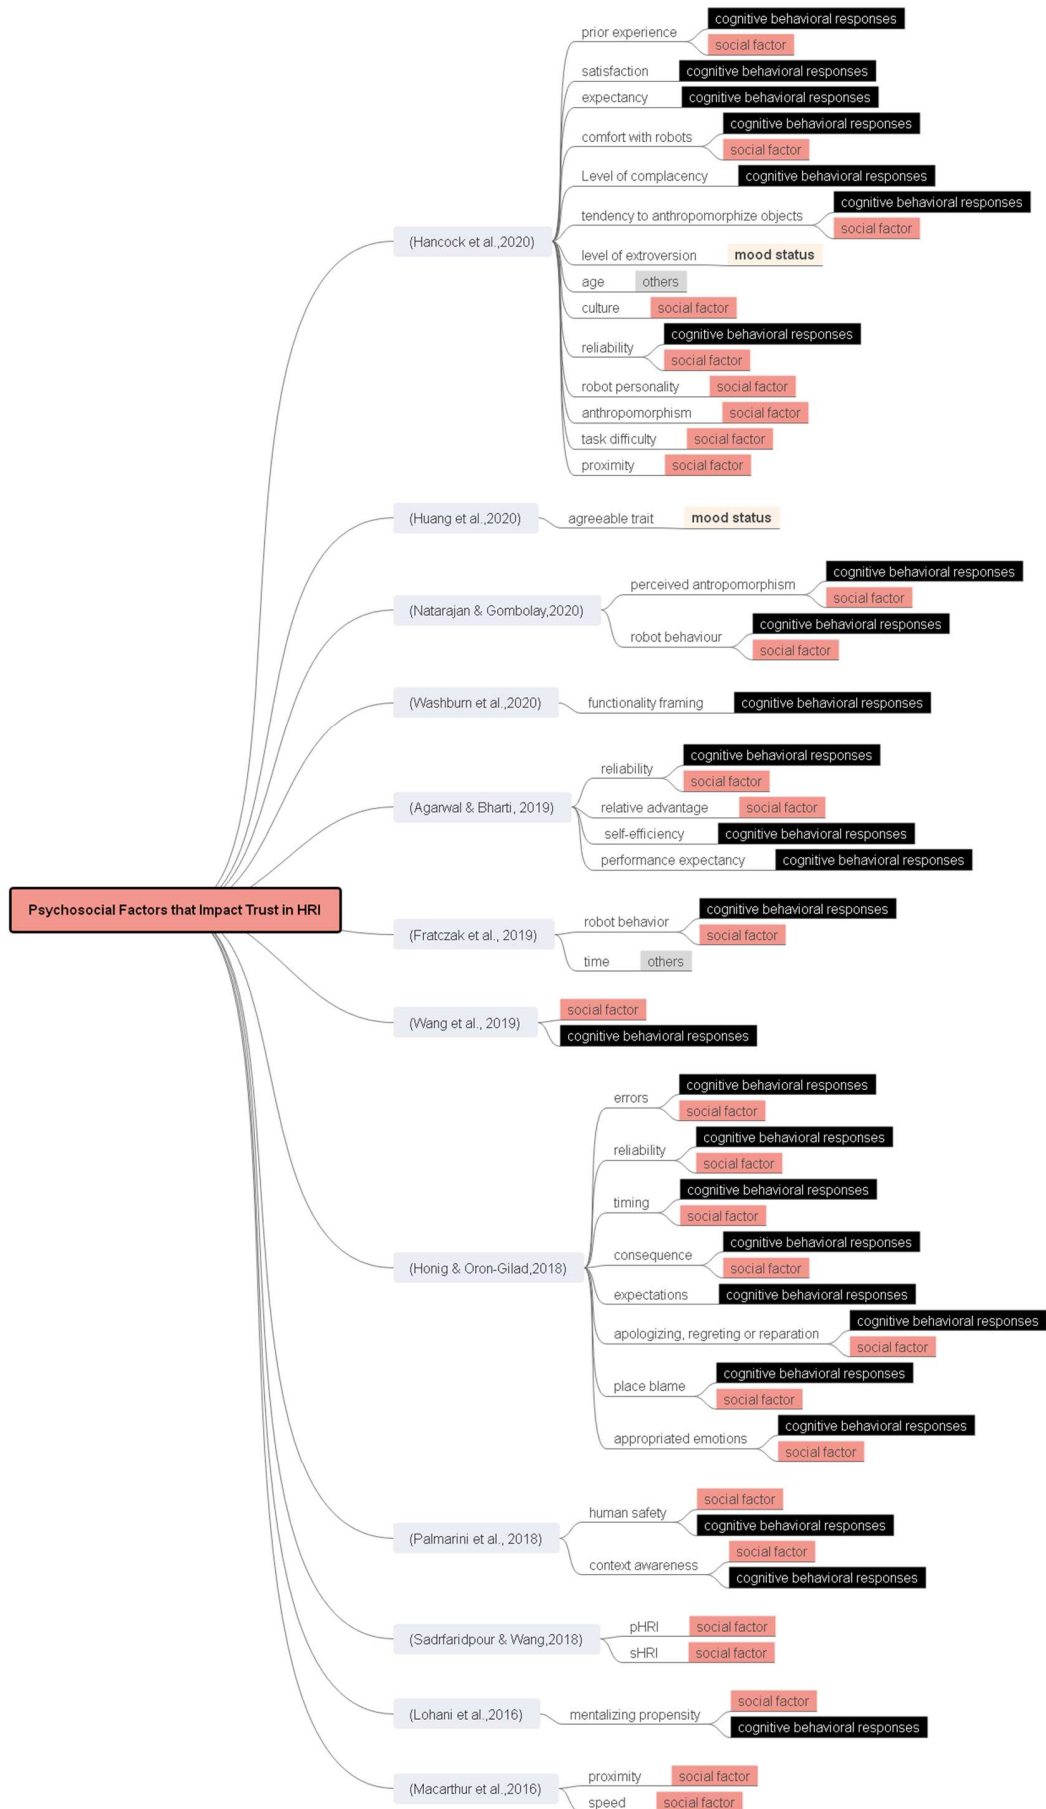 Psychosocial Factors that Impact Trust in HRI
(Hancock et al.,2020)
prior experience
cognitive behavioral responses
social factor
satisfaction
cognitive behavioral responses
expectancy
cognitive behavioral responses
comfort with robots
cognitive behavioral responses
social factor
Level of complacency
cognitive behavioral responses
tendency to anthropomorphize objects
cognitive behavioral responses
social factor
level of extroversion
mood status
age
others
culture
social factor
reliability
cognitive behavioral responses
social factor
robot personality
social factor
anthropomorphism
social factor
task difficulty
social factor
proximity
social factor
(Huang et al.,2020)
agreeable trait
mood status
(Natarajan & Gombolay,2020)
perceived antropomorphism
cognitive behavioral responses
social factor
robot behaviour
cognitive behavioral responses
social factor
(Washburn et al.,2020)
functionality framing
cognitive behavioral responses
(Agarwal & Bharti, 2019)
reliability
cognitive behavioral responses
social factor
relative advantage
social factor
self-efficiency
cognitive behavioral responses
performance expectancy
cognitive behavioral responses
(Fratczak et al., 2019)
robot behavior
cognitive behavioral responses
social factor
time
others
(Wang et al., 2019)
social factor
cognitive behavioral responses
(Honig & Oron-Gilad,2018)
errors
cognitive behavioral responses
social factor
reliability
cognitive behavioral responses
social factor
timing
cognitive behavioral responses
social factor
consequence
cognitive behavioral responses
social factor
expectations
cognitive behavioral responses
apologizing, regreting or reparation
cognitive behavioral responses
social factor
place blame
cognitive behavioral responses
social factor
appropriated emotions
cognitive behavioral responses
social factor
(Palmarini et al., 2018)
human safety
social factor
cognitive behavioral responses
context awareness
social factor
cognitive behavioral responses
(Sadrfaridpour & Wang,2018)
pHRI
social factor
sHRI
social factor
(Lohani et al.,2016)
mentalizing propensity
social factor
cognitive behavioral responses
(Macarthur et al.,2016)
proximity
social factor
speed
social factor